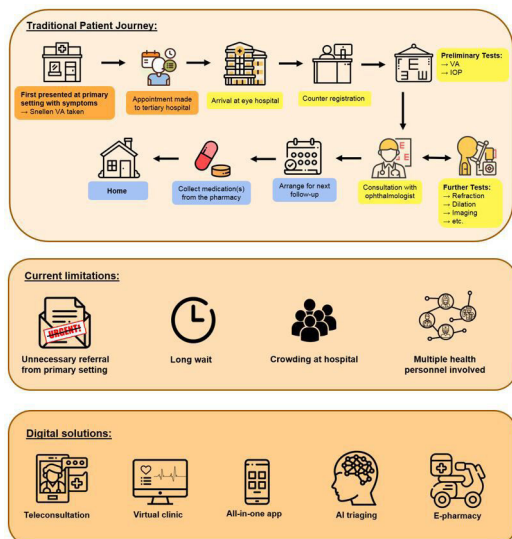 Traditional Patient Journey:
First presented at primary
setting with symptoms
→ Snellen VA taken
Appointment made
to tertiary hospital
Arrival at eye hospital
Counter registration
E
E E W
Preliminary Tests:
→ VA
→ IOP
Home
Collect medication(s)
from the pharmacy
Arrange for next
follow-up
Consultation with
ophthalmologist
Further Tests:
→ Refraction
→ Dilation
→ Imaging
→ etc.
Current limitations:
URGENT!
Unnecessary referral
from primary setting
Long wait
Crowding at hospital
Multiple health
personnel involved
Digital solutions:
Teleconsultation
Virtual clinic
All-in-one app
AI triaging
E-pharmacy